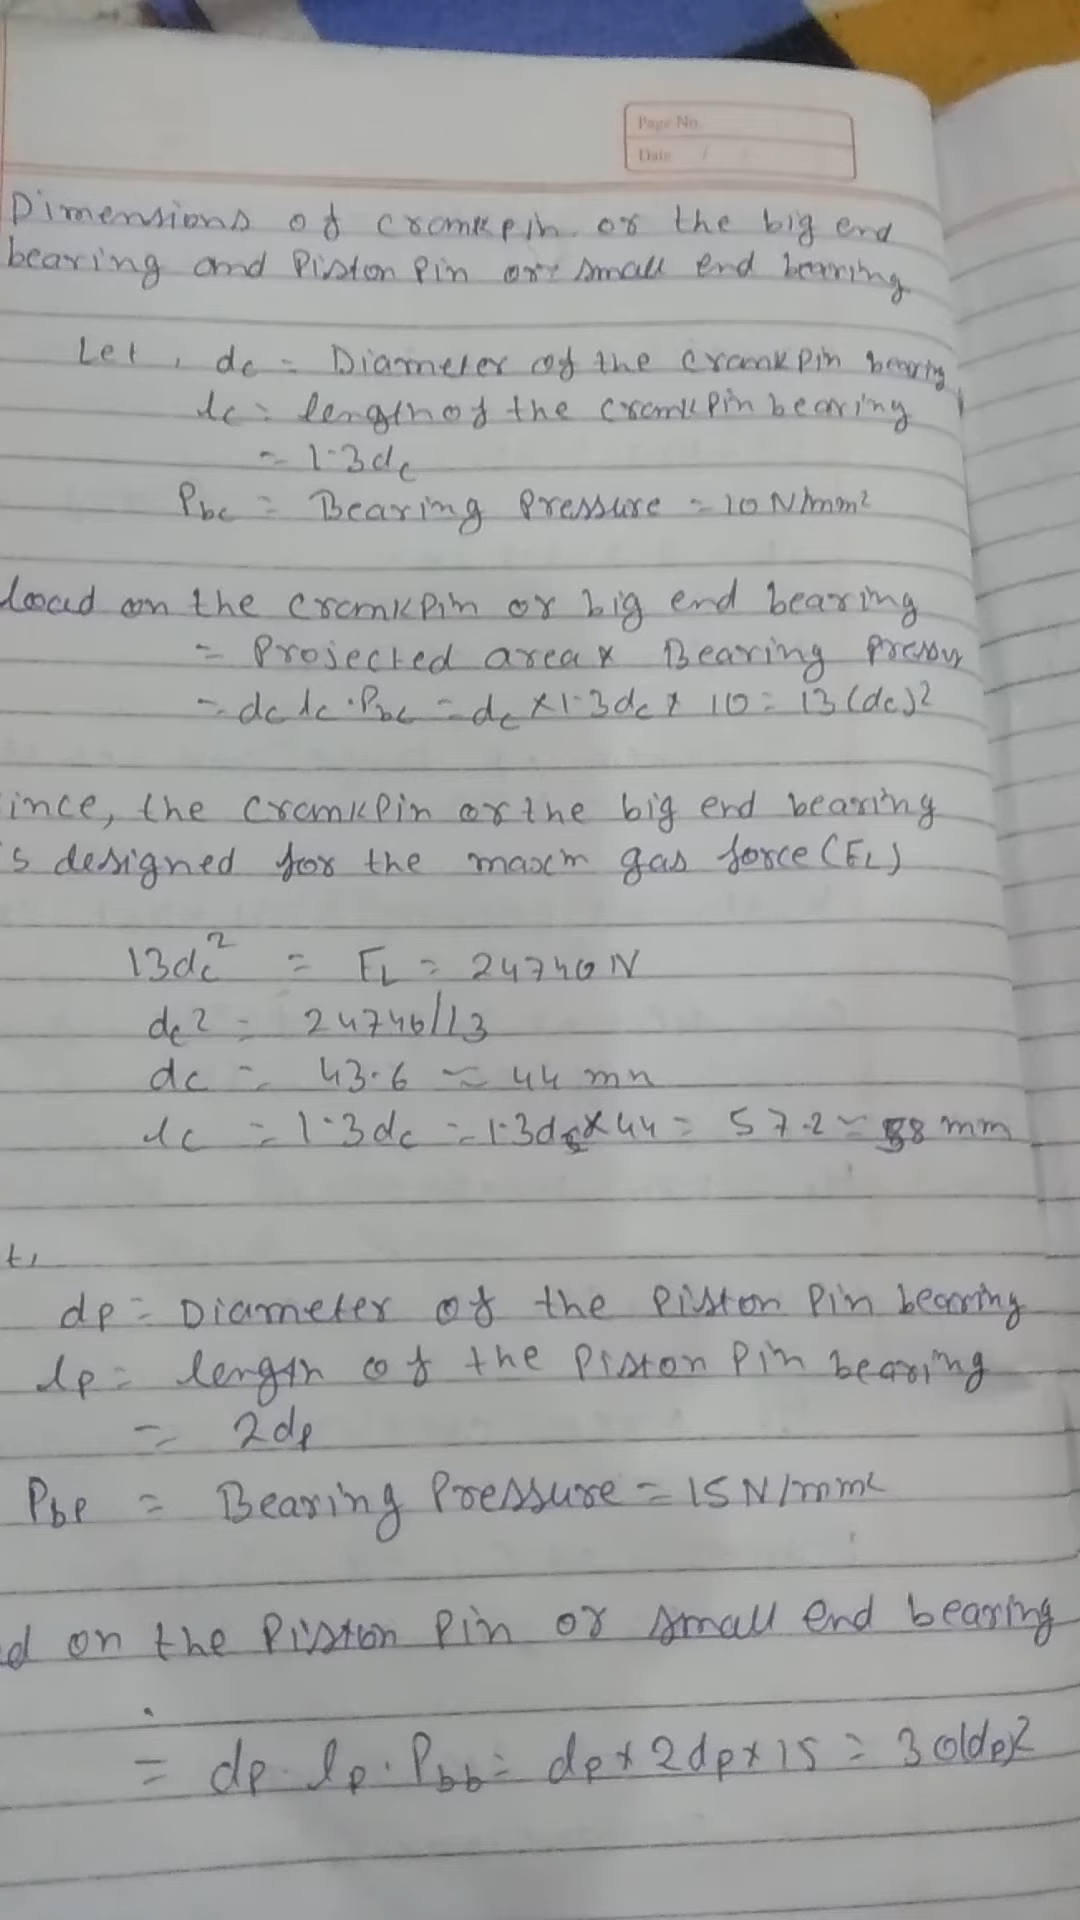 Page No.
Date /
Dimensions of crankpin or the big end
bearing and Piston Pin or small end bearing
Let, dc = Diameter of the crankpin bearing
lc = length of the crankpin bearing
= 1.3dc
Pbc = Bearing Pressure = 10 N/mm²
load on the crankpin or big end bearing
= Projected area x Bearing Pressur
= dc lc . Pbc = dc x 1.3dc x 10 = 13 (dc)²
ince, the crankpin or the big end bearing
s designed for the maxm gas force (FL)
13dc² = FL = 24740 N
dc² = 24740/13
dc = 43.6 ≈ 44 mm
lc = 1.3dc = 1.3dc x 44 = 57.2 ≈ 58 mm
t,
dp = Diameter of the Piston Pin bearing
lp = length of the Piston Pin bearing
= 2dp
Pbp = Bearing Pressure = 15 N/mm²
d on the Piston Pin or small end bearing
= dp . lp . Pbb = dp x 2dp x 15 = 30(dp)²